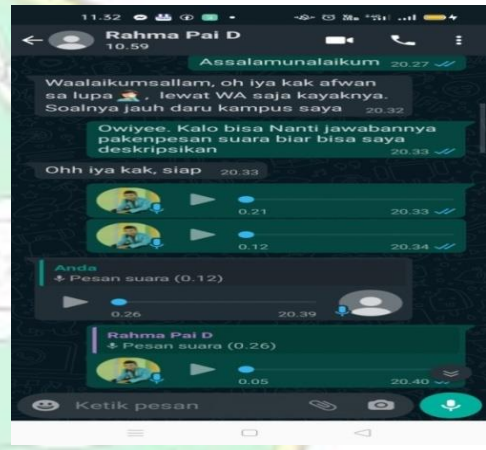 11.32
Rahma Pai D
10.59
Assalamunalaikum 20.27
Waalaikumsallam, oh iya kak afwan
sa lupa , lewat WA saja kayaknya.
Soalnya jauh daru kampus saya 20.32
Owiyee. Kalo bisa Nanti jawabannya
pakenpesan suara biar bisa saya
deskripsikan 20.33
Ohh iya kak, siap 20.33
0.21 20.33
0.12 20.34
Anda
Pesan suara (0.12)
0.26 20.39
Rahma Pai D
Pesan suara (0.26)
0.05 20.40
Ketik pesan